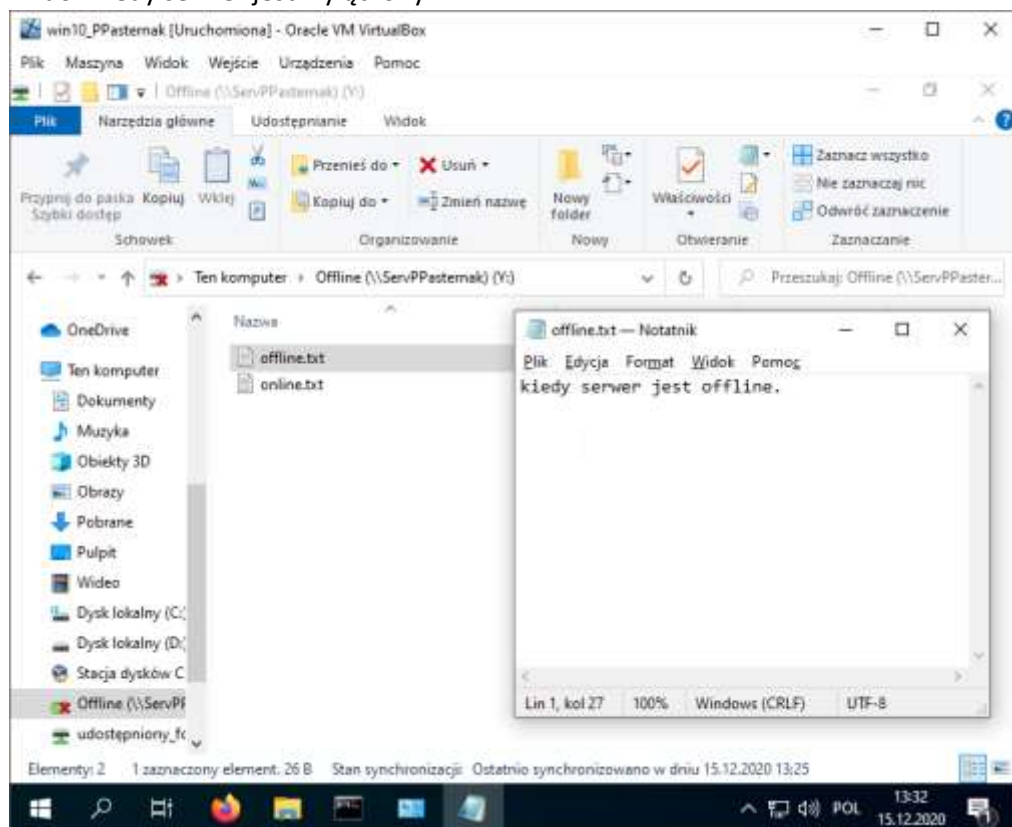 win10_PPasternak [Uruchomiona] - Oracle VM VirtualBox
Plik Maszyna Widok Wejście Urządzenia Pomoc
Offline (\\ServPPasternak) (Y:)
Plik Narzędzia główne Udostępnianie Widok
Przypnij do paska Szybki dostęp
Kopiuj
Wklej
Przenieś do
Kopiuj do
Usuń
Zmień nazwę
Nowy folder
Właściwości
Zaznacz wszystko
Nie zaznaczaj nic
Odwróć zaznaczenie
Schowek Organizowanie Nowy Otwieranie Zaznaczanie
Ten komputer Offline (\\ServPPasternak) (Y:)
Przeszukaj: Offline (\\ServPPaster...
OneDrive
Ten komputer
Dokumenty
Muzyka
Obiekty 3D
Obrazy
Pobrane
Pulpit
Wideo
Dysk lokalny (C:
Dysk lokalny (D:
Stacja dysków C
Offline (\\ServPF
udostępniony_fc
Nazwa
offline.txt
online.txt
offline.txt — Notatnik
Plik Edycja Format Widok Pomoc
kiedy serwer jest offline.
Lin 1, kol 27 100% Windows (CRLF) UTF-8
Elementy: 2 1 zaznaczony element. 26 B Stan synchronizacji: Ostatnio synchronizowano w dniu 15.12.2020 13:25
POL
13:32
15.12.2020